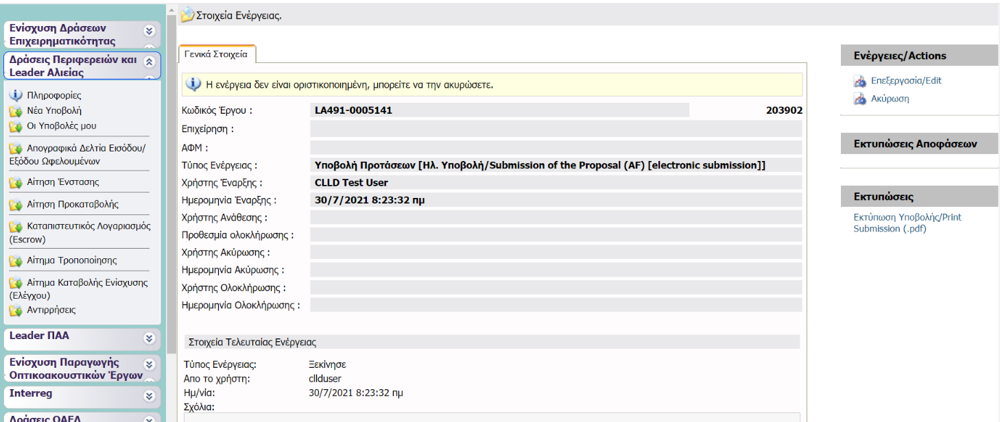 Ενίσχυση Δράσεων
Επιχειρηματικότητας
Δράσεις Περιφερειών και
Leader Αλιείας
Πληροφορίες
Νέα Υποβολή
Οι Υποβολές μου
Απογραφικά Δελτία Εισόδου/
Εξόδου Ωφελουμένων
Αίτηση Ένστασης
Αίτηση Προκαταβολής
Καταπιστευτικός Λογαριασμός
(Escrow)
Αίτημα Τροποποίησης
Αίτημα Καταβολής Ενίσχυσης
(Ελέγχου)
Αντιρρήσεις
Leader ΠΑΑ
Ενίσχυση Παραγωγής
Οπτικοακουστικών Έργων
Interreg
Δράσεις ΟΑΕΔ
Στοιχεία Ενέργειας.
Γενικά Στοιχεία
Η ενέργεια δεν είναι οριστικοποιημένη, μπορείτε να την ακυρώσετε.
Κωδικός Έργου : LA491-0005141 203902
Επιχείρηση :
ΑΦΜ :
Τύπος Ενέργειας : Υποβολή Προτάσεων [Ηλ. Υποβολή/Submission of the Proposal (AF) [electronic submission]]
Χρήστης Έναρξης : CLLD Test User
Ημερομηνία Έναρξης : 30/7/2021 8:23:32 πμ
Χρήστης Ανάθεσης :
Προθεσμία ολοκλήρωσης :
Χρήστης Ακύρωσης :
Ημερομηνία Ακύρωσης :
Χρήστης Ολοκλήρωσης :
Ημερομηνία Ολοκλήρωσης :
Στοιχεία Τελευταίας Ενέργειας
Τύπος Ενέργειας: Ξεκίνησε
Απο το χρήστη: cllduser
Ημ/νία: 30/7/2021 8:23:32 πμ
Σχόλια:
Ενέργειες/Actions
Επεξεργασία/Edit
Ακύρωση
Εκτυπώσεις Αποφάσεων
Εκτυπώσεις
Εκτύπωση Υποβολής/Print
Submission (.pdf)